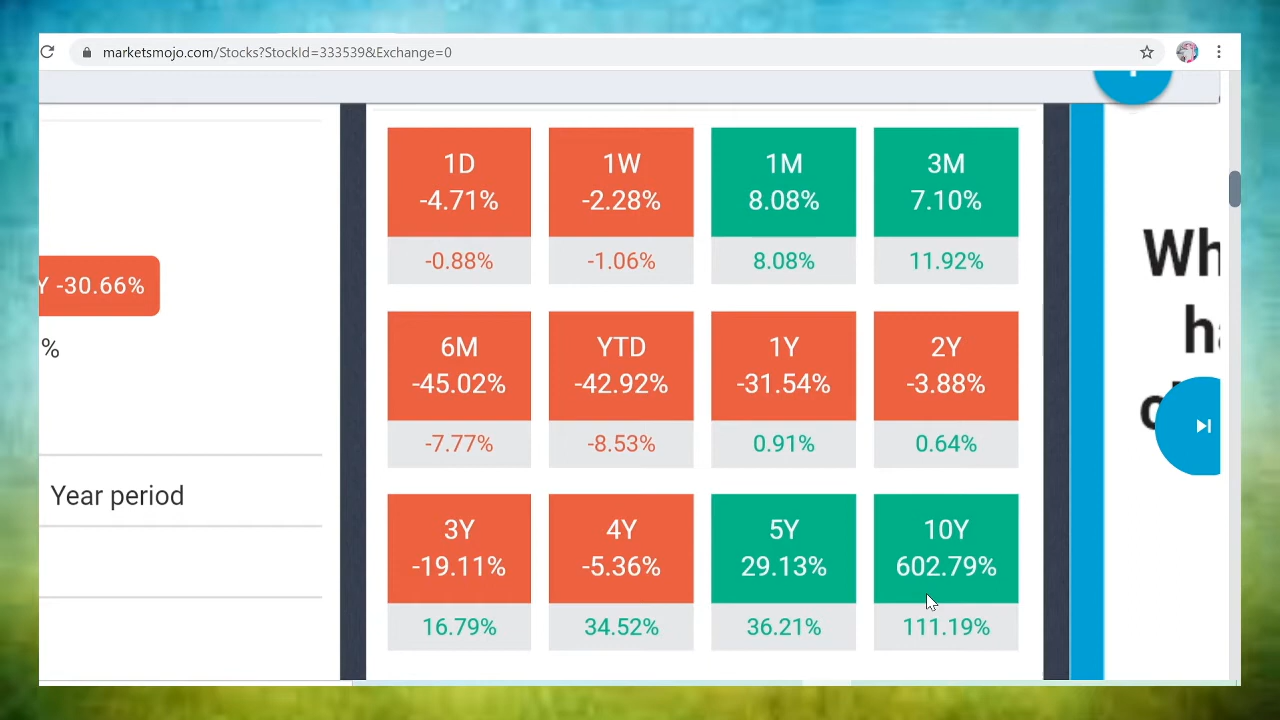 marketsmojo.com/Stocks?StockId=333539&Exchange=0
1D
-4.71%
-0.88%
1W
-2.28%
-1.06%
1M
8.08%
8.08%
3M
7.10%
11.92%
Y -30.66%
%
6M
-45.02%
-7.77%
YTD
-42.92%
-8.53%
1Y
-31.54%
0.91%
2Y
-3.88%
0.64%
Year period
3Y
-19.11%
16.79%
4Y
-5.36%
34.52%
5Y
29.13%
36.21%
10Y
602.79%
111.19%
Wh